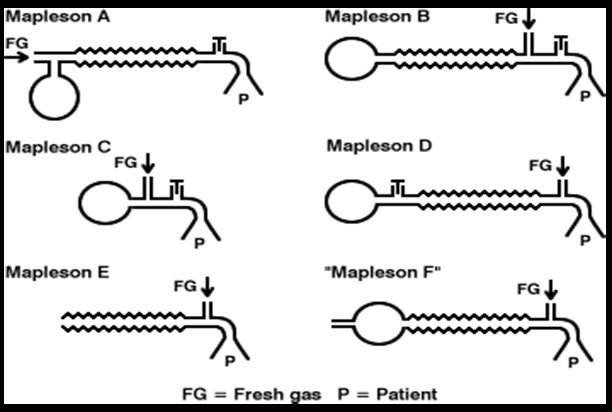 Mapleson A
FG
P
Mapleson B
FG
P
Mapleson C
FG
P
Mapleson D
FG
P
Mapleson E
FG
P
"Mapleson F"
FG
P
FG = Fresh gas P = Patient